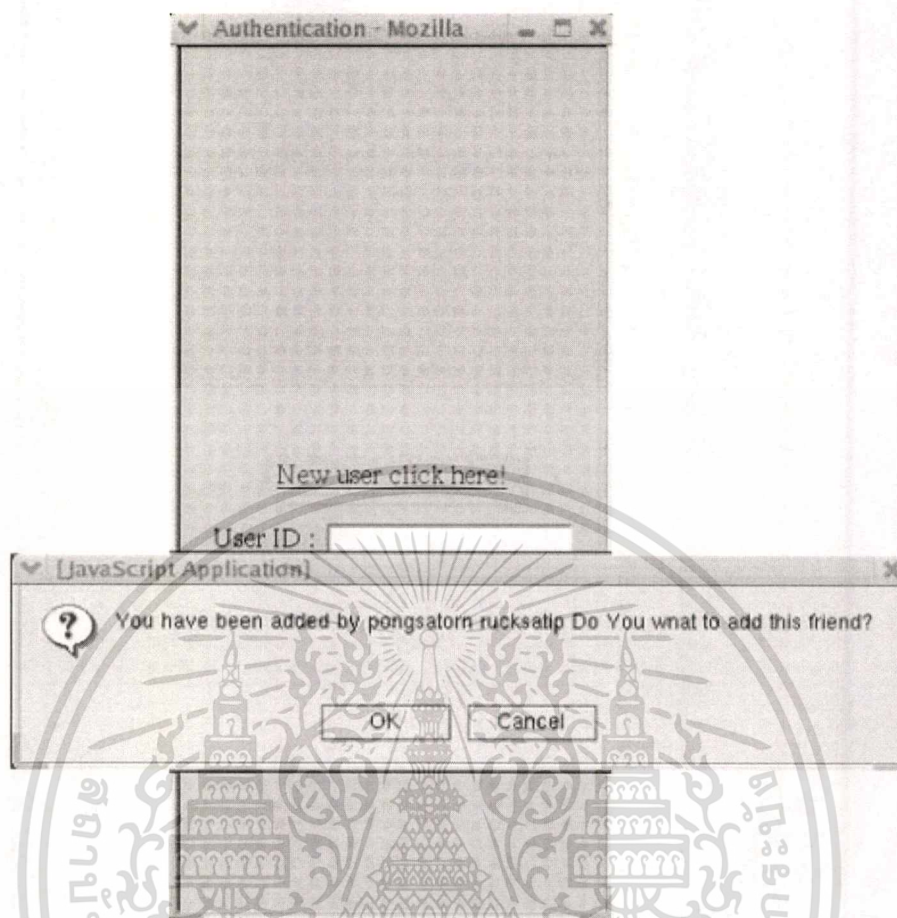 Authentication - Mozilla
New user click here!
User ID :
[JavaScript Application]
You have been added by pongsatorn rucksatip Do You wnat to add this friend?
OK
Cancel